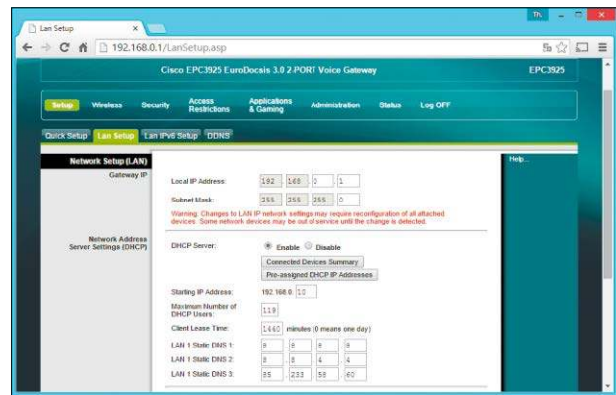 Lan Setup
192.168.0.1/LanSetup.asp
Cisco EPC3925 EuroDocsis 3.0 2-PORT Voice Gateway
EPC3925
Setup
Wireless
Security
Access Restrictions
Applications & Gaming
Administration
Status
Log OFF
Quick Setup
Lan Setup
Lan IPv6 Setup
DDNS
Network Setup (LAN)
Gateway IP
Help...
Local IP Address: 192 . 168 . 0 . 1
Subnet Mask: 255 . 255 . 255 . 0
Warning: Changes to LAN IP network settings may require reconfiguration of all attached
devices. Some network devices may be out of service until the change is detected.
Network Address
Server Settings (DHCP)
DHCP Server: Enable Disable
Connected Devices Summary
Pre-assigned DHCP IP Addresses
Starting IP Address: 192.168.0. 10
Maximum Number of
DHCP Users: 119
Client Lease Time: 1440 minutes (0 means one day)
LAN 1 Static DNS 1: 8 . 8 . 8 . 8
LAN 1 Static DNS 2: 8 . 8 . 4 . 4
LAN 1 Static DNS 3: 85 . 233 . 58 . 60